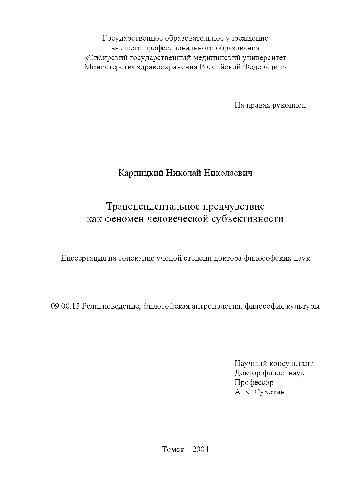 Государственное образовательное учреждение
высшего профессионального образования
«Сибирский государственный медицинский университет
Министерства здравоохранения Российской Федерации»
На правах рукописи
Карпицкий Николай Николаевич
Трансцендентальное предчувствие
как феномен человеческой субъективности
Диссертация на соискание ученой степени доктора философских наук
09.00.13 Религиоведение, философская антропология, философия культуры
Научный консультант
Доктор филос. наук
Профессор
Томск – 2004